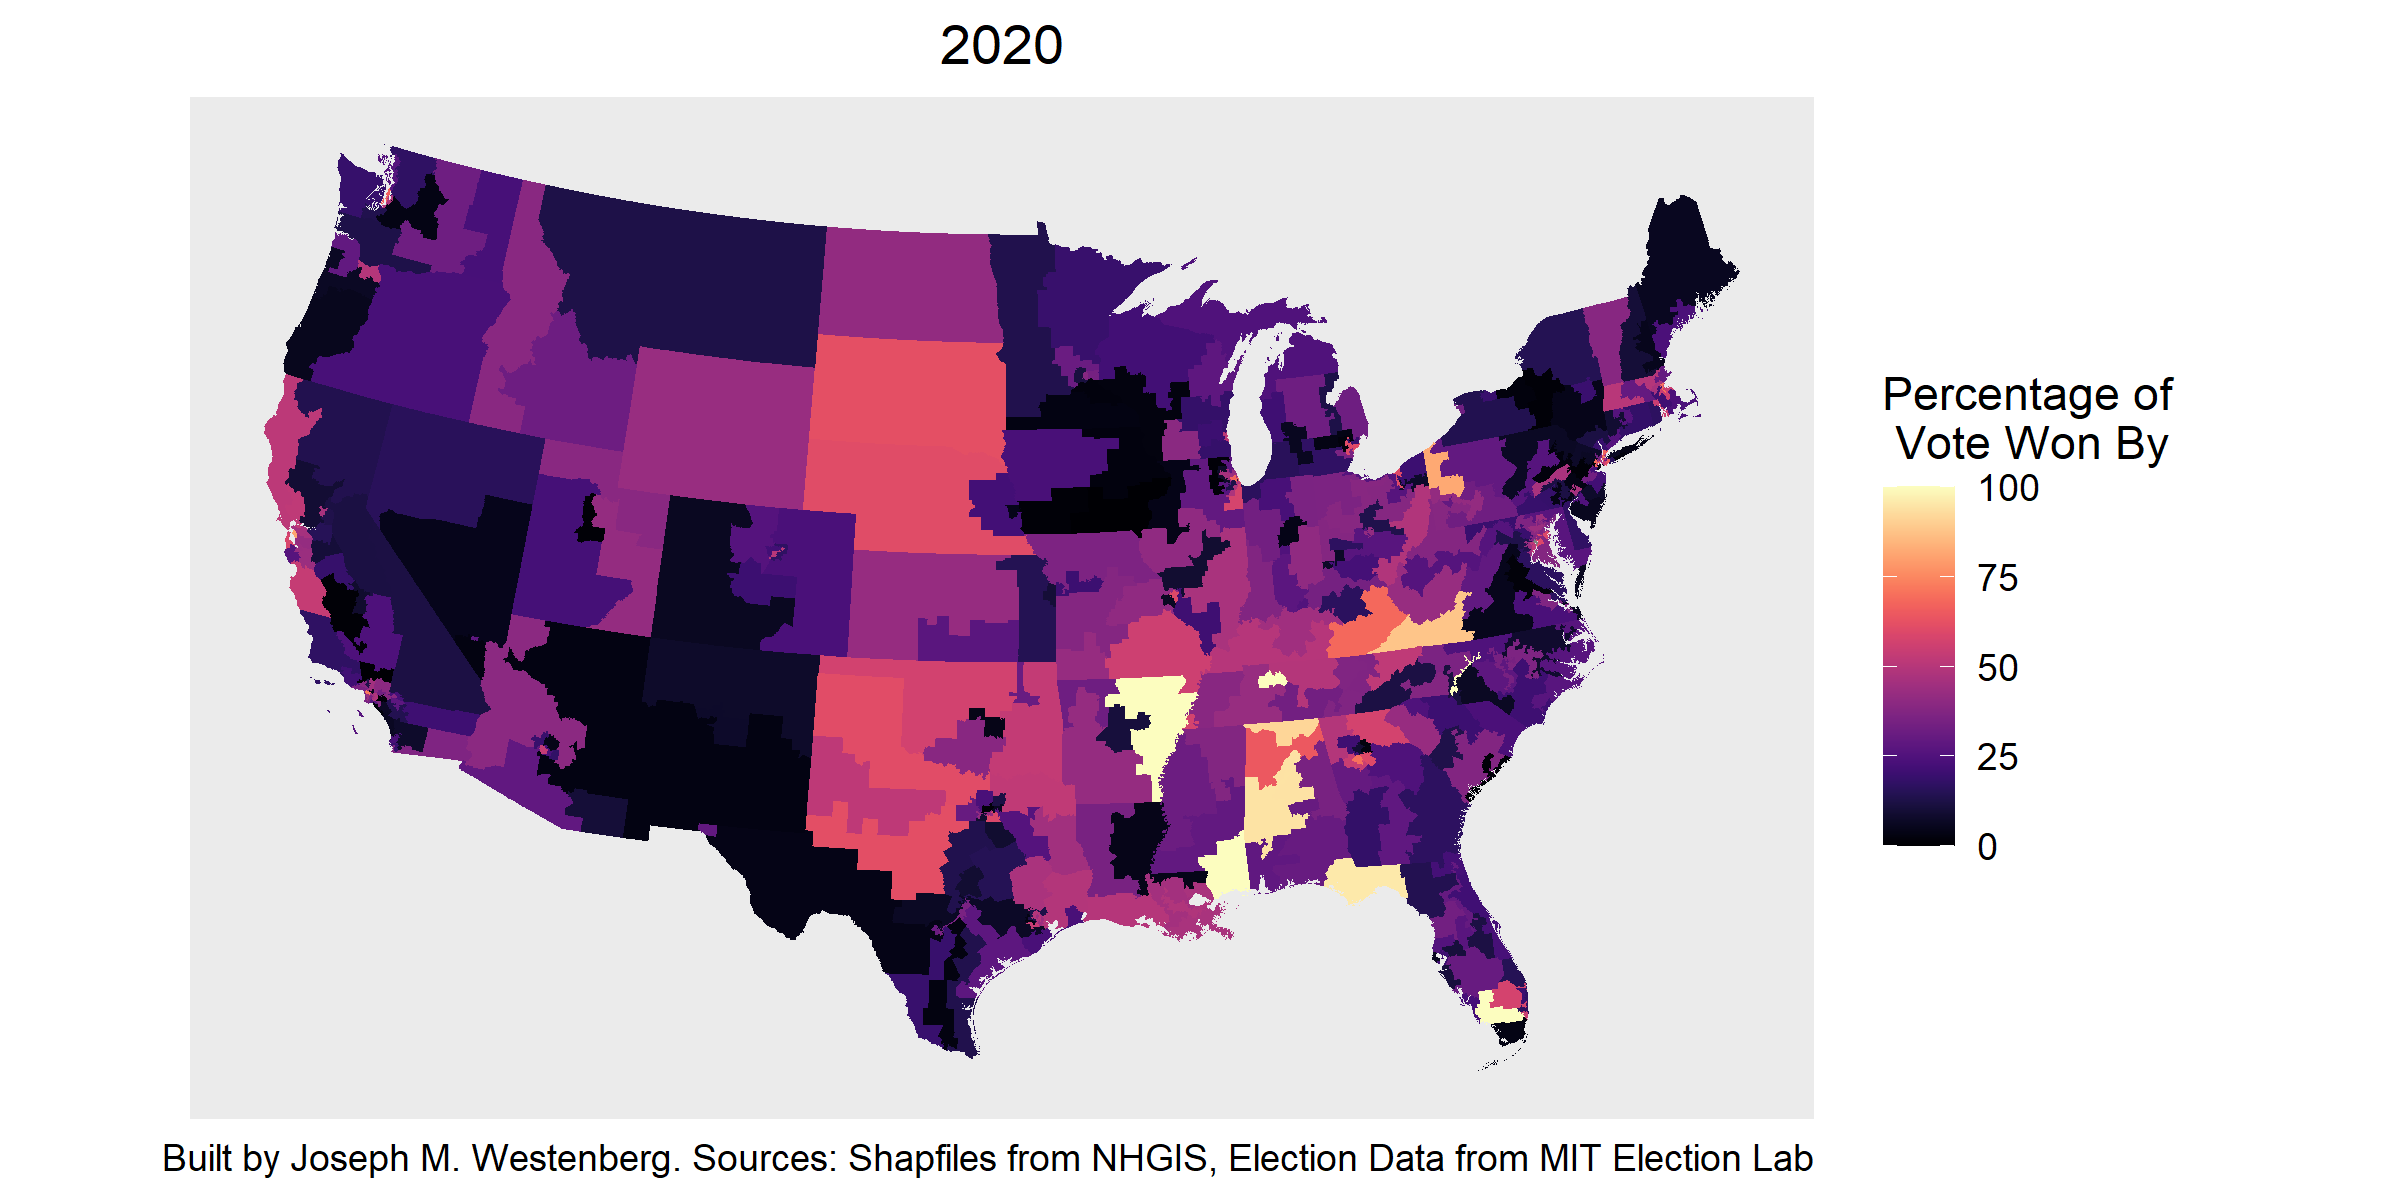 2020
Percentage of
Vote Won By
100
75
50
25
0
Built by Joseph M. Westenberg. Sources: Shapfiles from NHGIS, Election Data from MIT Election Lab